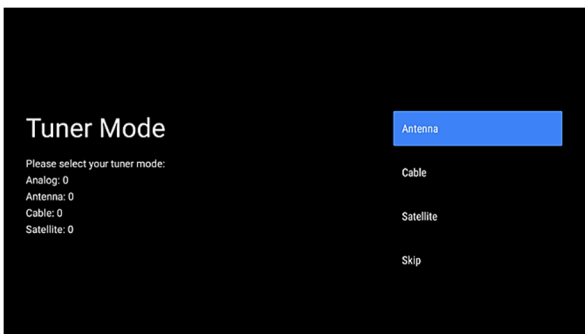 Tuner Mode
Please select your tuner mode:
Analog: 0
Antenna: 0
Cable: 0
Satellite: 0
Antenna
Cable
Satellite
Skip